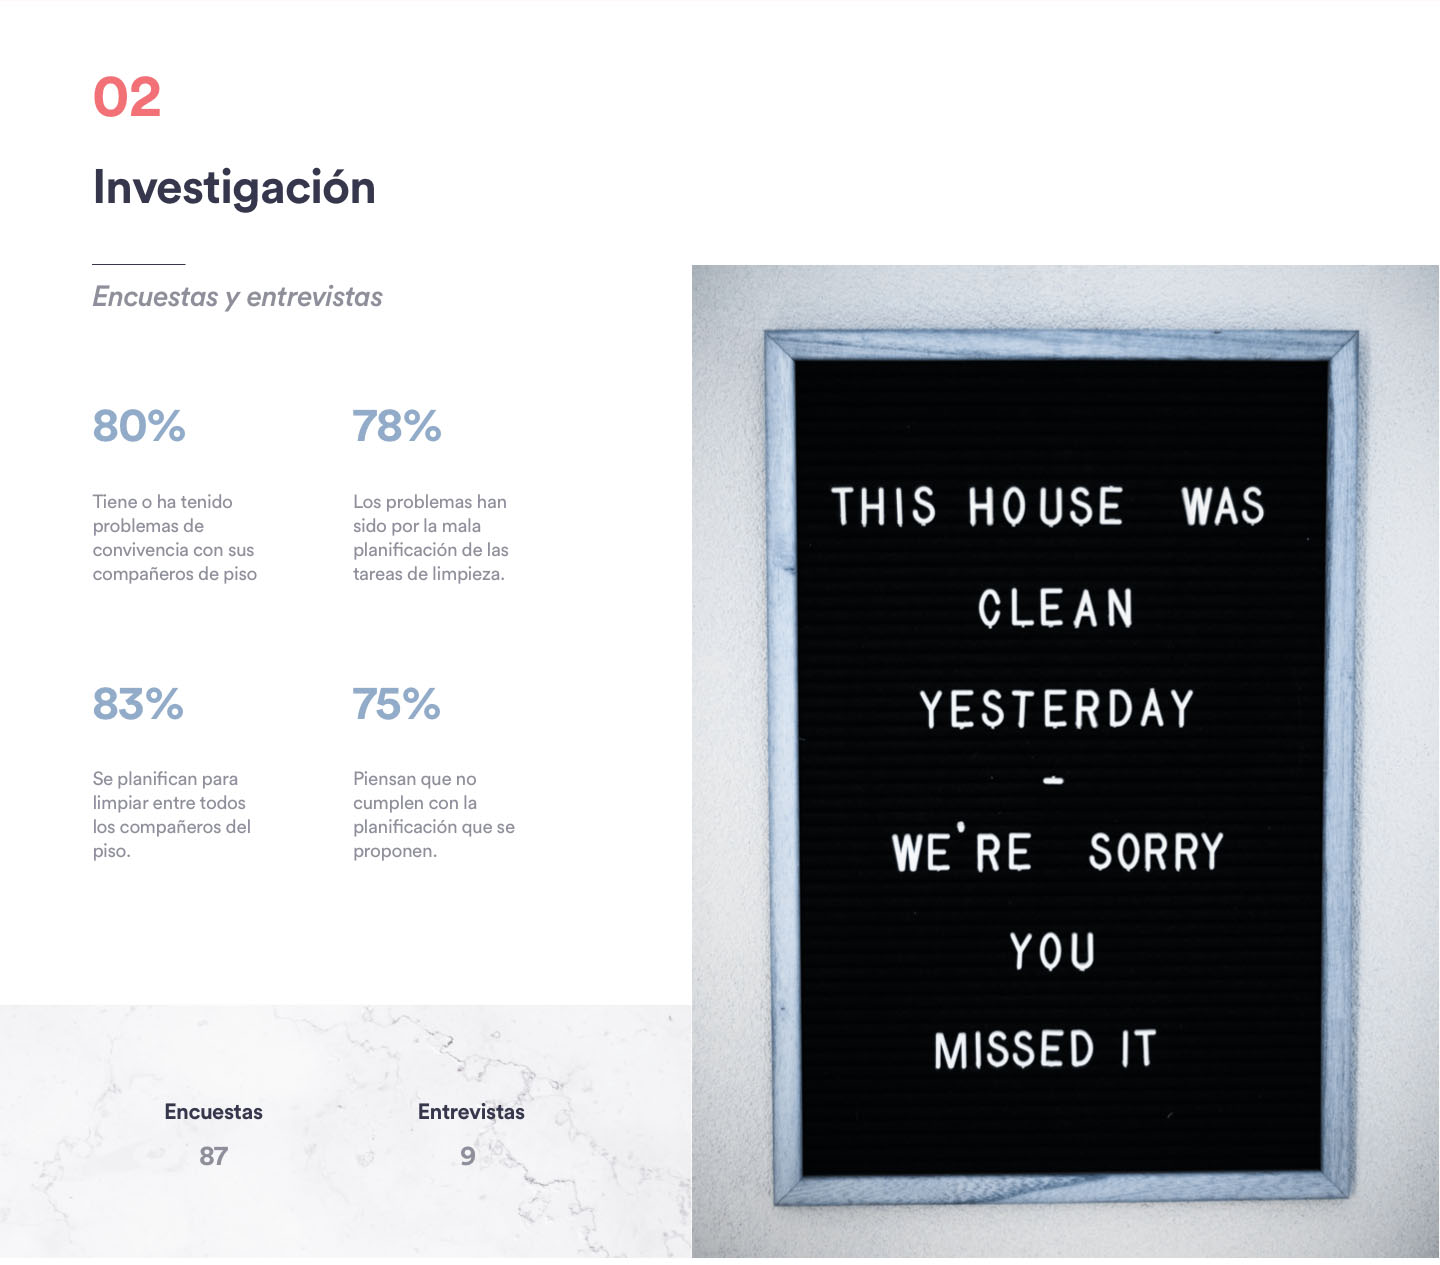 02
Investigación
Encuestas y entrevistas
80%
Tiene o ha tenido
problemas de
convivencia con sus
compañeros de piso
78%
Los problemas han
sido por la mala
planificación de las
tareas de limpieza.
83%
Se planifican para
limpiar entre todos
los compañeros del
piso.
75%
Piensan que no
cumplen con la
planificación que se
proponen.
Encuestas
87
Entrevistas
9
THIS HOUSE WAS
CLEAN
YESTERDAY
-
WE'RE SORRY
YOU
MISSED IT